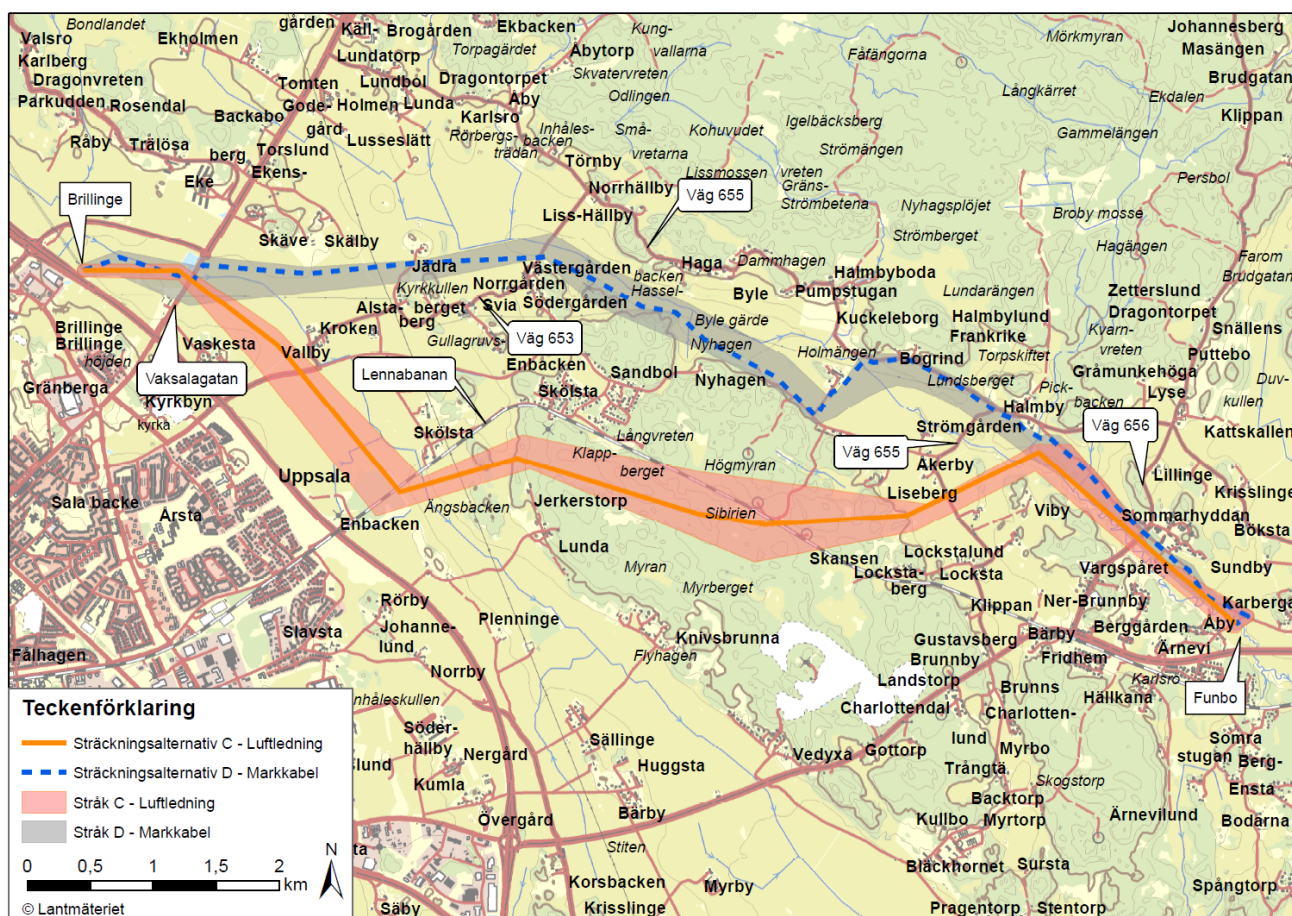 Bondlandet
gården
Käll-
Brogården
Ekbacken
Kung-
vallarna
Mörkmyran
Johannesberg
Valsro
Ekholmen
Lundatorp
Torpagärdet
Åbytorp
Fåfängorna
Masängen
Karlberg
Dragonvreten
Tomten
Lundbol
Dragontorpet
Skvatervreten
Långkärret
Brudgatan
Parkudden
Rosendal
Backabo
Gode-
gård
Holmen
Lunda
Åby
Odlingen
Ekdalen
Klippan
Karlsro
Råby
Trälösa
berg
Torslund
Lusseslätt
Rörbergs-
trädan
Inhåles-
backen
Små-
vretarna
Kohuvudet
Igelbäcksberg
Strömängen
Gammelängen
Eke
Ekens-
Törnby
Lissmossen
vreten
Gräns-
Strömbetena
Persbol
Brillinge
Norrhällby
Väg 655
Nyhagsplöjet
Broby mosse
Liss-Hällby
Strömberget
Hagängen
Skäve
Skälby
Jädra
Västergården
backen
Hassel-
Haga
Dammhagen
Halmbyboda
Farom
Brudgatan
Kyrkkullen
Norrgården
Byle
Pumpstugan
Lundarängen
Zetterslund
Alsta-
berg
berget
Svia
Södergården
Kuckeleborg
Halmbylund
Dragontorpet
Kroken
Väg 653
Byle gärde
Frankrike
Kvarn-
vreten
Snällens
Brillinge
Brillinge
höjden
Vaskesta
Vallby
Gullagruvs-
Nyhagen
Holmängen
Bogrind
Torpskiftet
Puttebo
Gränberga
Vaksalagatan
Lennabanan
Enbacken
Sandbol
Nyhagen
Lundsberget
Pick-
backen
Gråmunkehöga
Duv-
kullen
Kyrkbyn
kyrka
Skölsta
Halmby
Lyse
Skölsta
Långvreten
Strömgården
Väg 656
Kattskallen
Uppsala
Klapp-
berget
Högmyran
Väg 655
Åkerby
Lillinge
Sala backe
Årsta
Ängsbacken
Jerkerstorp
Liseberg
Krisslinge
Enbacken
Sibirien
Viby
Sommarhyddan
Böksta
Lunda
Skansen
Lockstalund
Vargspåret
Sundby
Myran
Myrberget
Locksta-
berg
Locksta
Rörby
Klippan
Ner-Brunnby
Karberga
Slavsta
Johanne-
lund
Plenninge
Knivsbrunna
Gustavsberg
Bärby
Berggården
Åby
Fålhagen
Norrby
Flyhagen
Brunnby
Fridhem
Ärnevi
Landstorp
Karlsro
Funbo
nhåleskullen
Brunns
Hällkana
Charlottendal
Charlotten-
lund
Söder-
hällby
Sällinge
Vedyxa
Gottorp
Myrbo
Somra
stugan
Berg-
slund
Nergård
Huggsta
Trångtä
Skogstorp
Ensta
Kumla
Backtorp
Övergård
Bärby
Kullbo
Myrtorp
Ärnevilund
Bodarna
sta
Stiten
Bläckhornet
Sursta
Korsbacken
Myrby
Spångtorp
Säby
Krisslinge
Pragentorp
Stentorp
Teckenförklaring
Sträckningsalternativ C - Luftledning
Sträckningsalternativ D - Markkabel
Stråk C - Luftledning
Stråk D - Markkabel
0 0,5 1 2
km
N
© Lantmäteriet